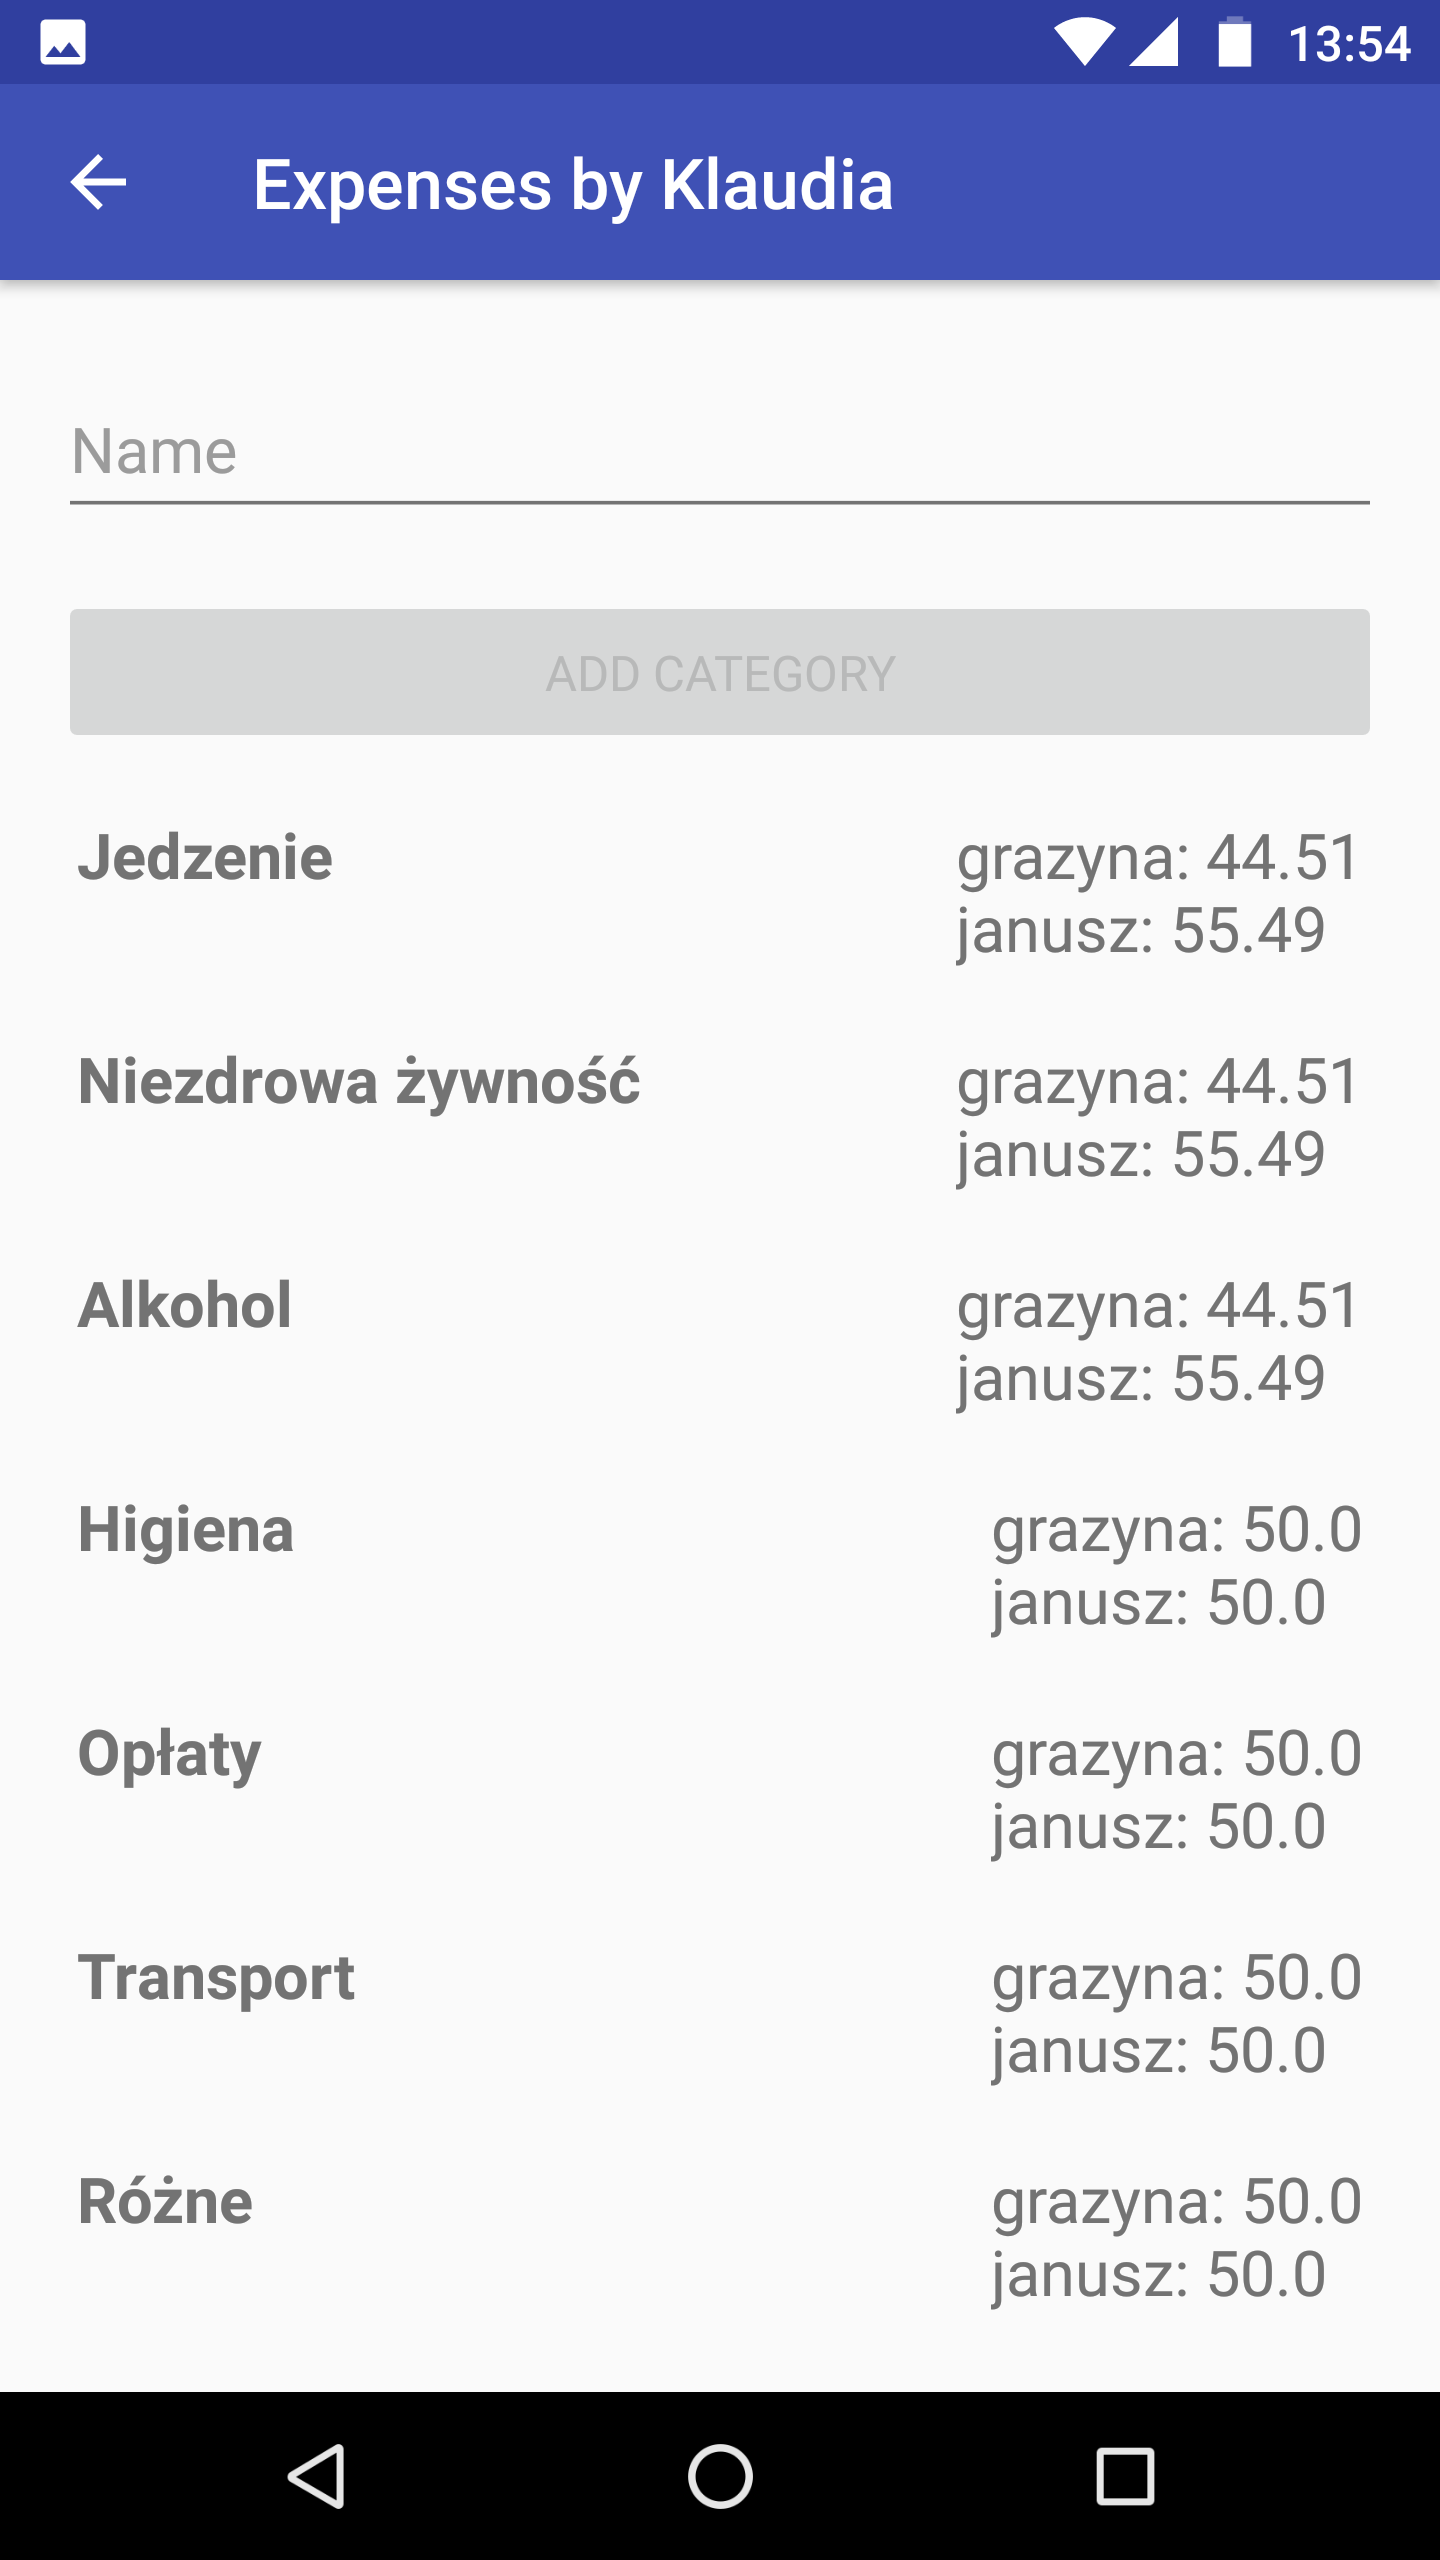 13:54
Expenses by Klaudia
Name
ADD CATEGORY
Jedzenie
grazyna: 44.51
janusz: 55.49
Niezdrowa żywność
grazyna: 44.51
janusz: 55.49
Alkohol
grazyna: 44.51
janusz: 55.49
Higiena
grazyna: 50.0
janusz: 50.0
Opłaty
grazyna: 50.0
janusz: 50.0
Transport
grazyna: 50.0
janusz: 50.0
Różne
grazyna: 50.0
janusz: 50.0